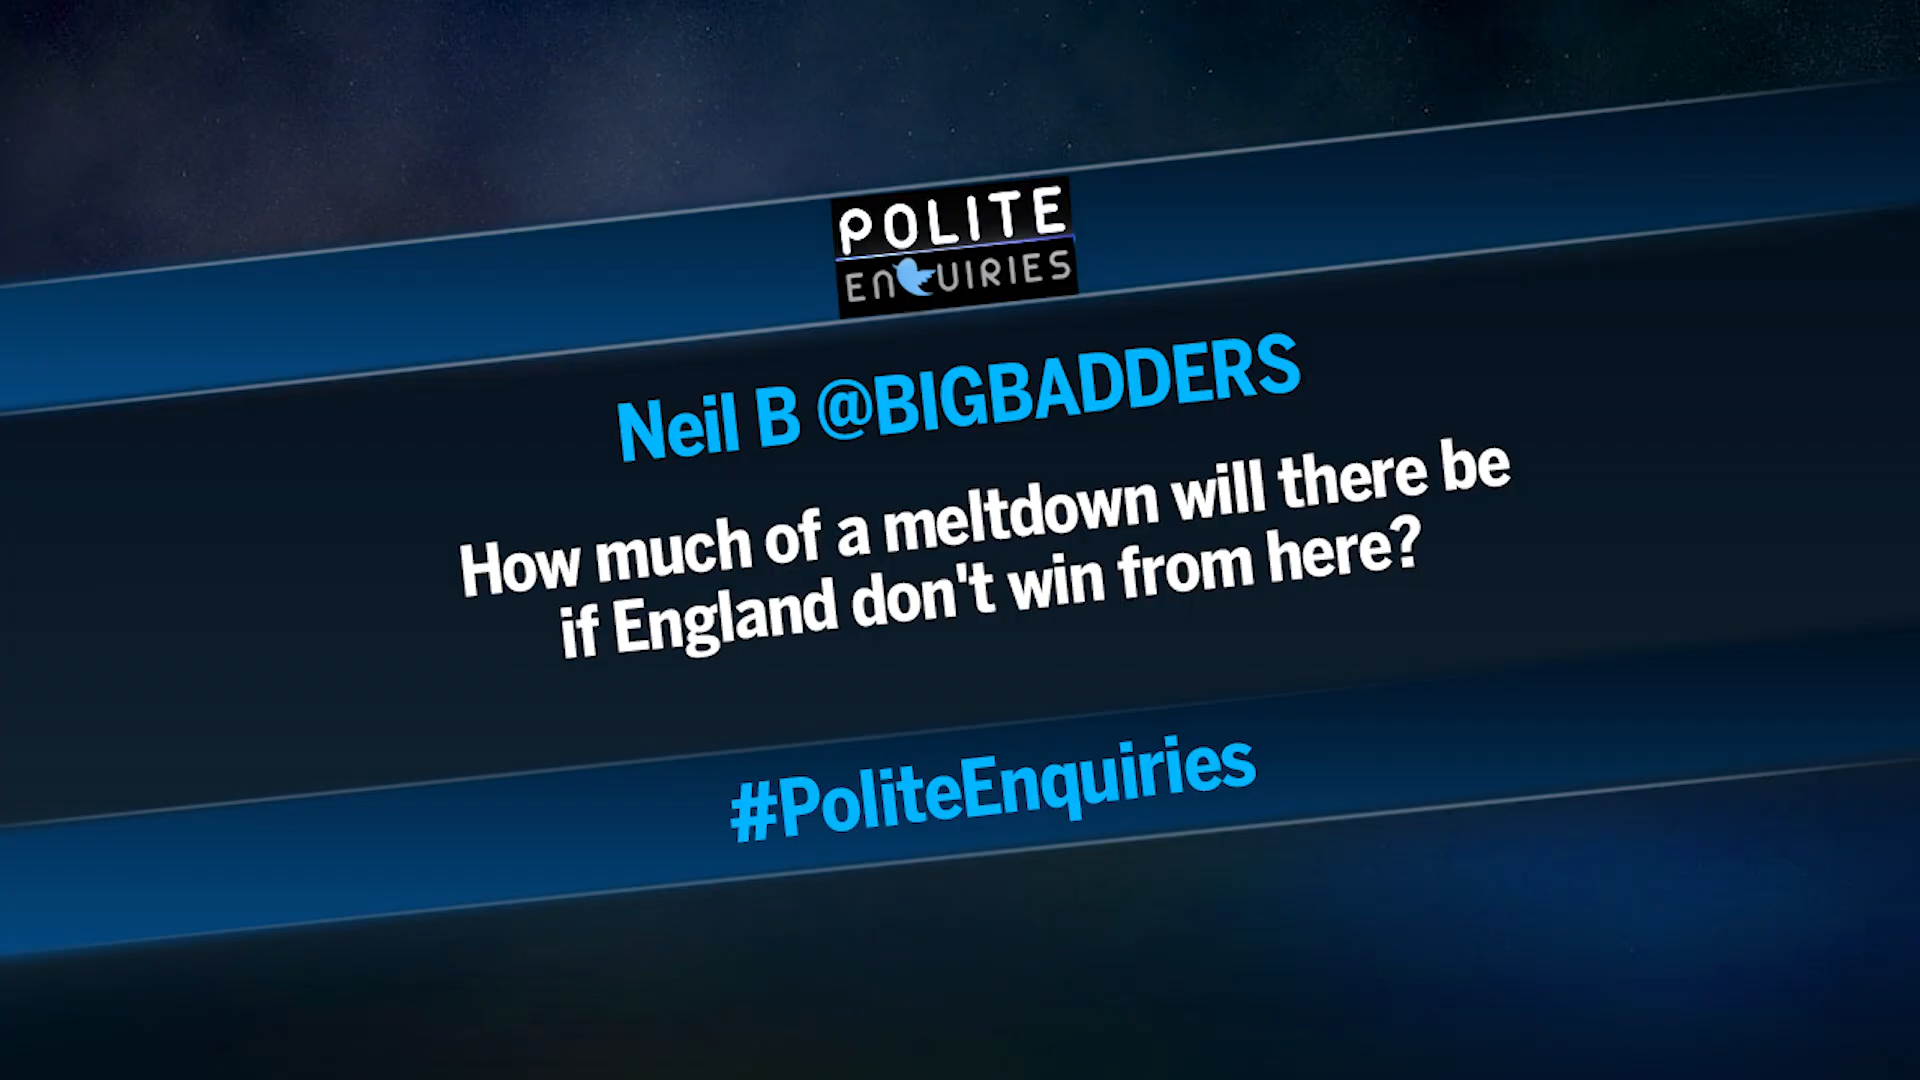 POLITE
ENQUIRIES
Neil B @BIGBADDERS
How much of a meltdown will there be
if England don't win from here?
#PoliteEnquiries